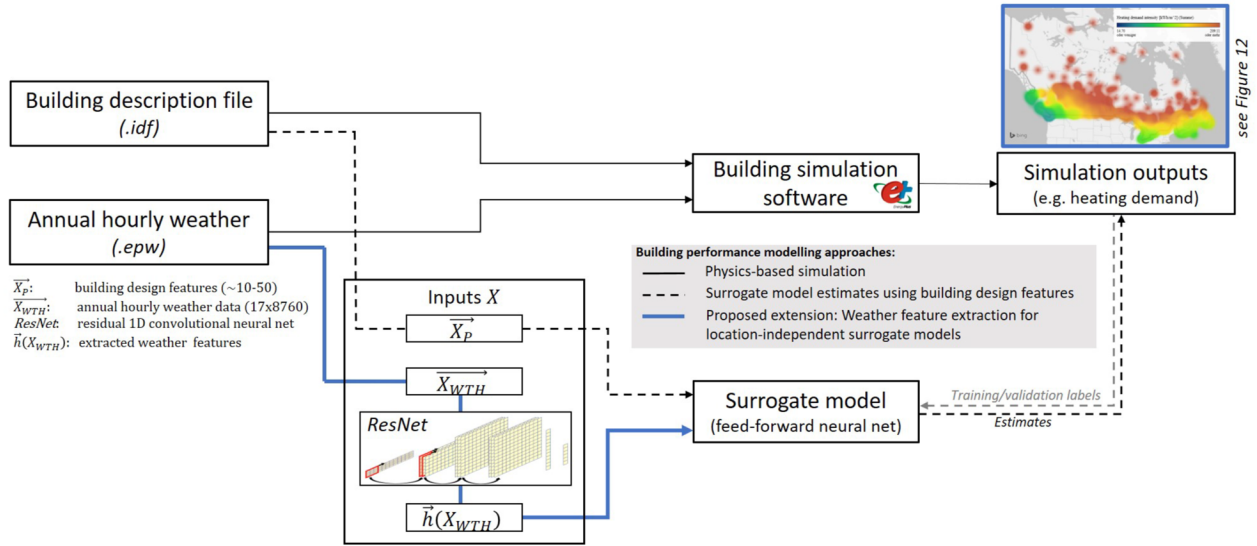 Building description file
(.idf)
Annual hourly weather
(.epw)
X_P: building design features (~10-50)
X_WTH: annual hourly weather data (17x8760)
ResNet: residual 1D convolutional neural net
h(X_WTH): extracted weather features
Inputs X
X_P
X_WTH
ResNet
h(X_WTH)
Building simulation
software
et
Building performance modelling approaches:
Physics-based simulation
Surrogate model estimates using building design features
Proposed extension: Weather feature extraction for
location-independent surrogate models
Surrogate model
(feed-forward neural net)
Training/validation labels
Estimates
see Figure 12
Simulation outputs
(e.g. heating demand)